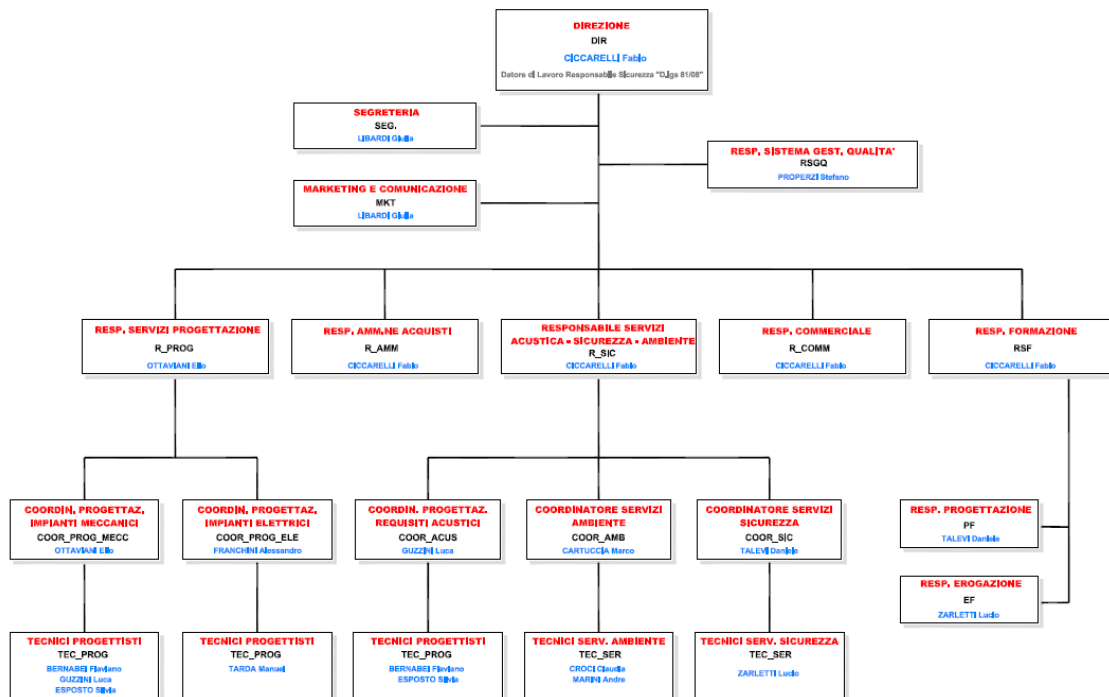 DIREZIONE
DIR
CICCARELLI Fabio
Datore di Lavoro Responsabile Sicurezza "D.lgs 81/08"
SEGRETERIA
SEG.
LIBARDI Giulia
RESP. SISTEMA GEST. QUALITA'
RSGQ
PROPERZI Stefano
MARKETING E COMUNICAZIONE
MKT
LIBARDI Giulia
RESP. SERVIZI PROGETTAZIONE
R_PROG
OTTAVIANI Elio
RESP. AMM.NE ACQUISTI
R_AMM
CICCARELLI Fabio
RESPONSABILE SERVIZI
ACUSTICA - SICUREZZA - AMBIENTE
R_SIC
CICCARELLI Fabio
RESP. COMMERCIALE
R_COMM
CICCARELLI Fabio
RESP. FORMAZIONE
RSF
CICCARELLI Fabio
COORDIN. PROGETTAZ.
IMPIANTI MECCANICI
COOR_PROG_MECC
OTTAVIANI Elio
COORDIN. PROGETTAZ.
IMPIANTI ELETTRICI
COOR_PROG_ELE
FRANCHINI Alessandro
COORDIN. PROGETTAZ.
REQUISITI ACUSTICI
COOR_ACUS
GUZZINI Luca
COORDINATORE SERVIZI
AMBIENTE
COOR_AMB
CARTUCCIA Marco
COORDINATORE SERVIZI
SICUREZZA
COOR_SIC
TALEVI Daniele
RESP. PROGETTAZIONE
PF
TALEVI Daniele
RESP. EROGAZIONE
EF
ZARLETTI Lucio
TECNICI PROGETTISTI
TEC_PROG
BERNABEI Flaviano
GUZZINI Luca
ESPOSTO Silvia
TECNICI PROGETTISTI
TEC_PROG
TARDA Manuel
TECNICI PROGETTISTI
TEC_PROG
BERNABEI Flaviano
ESPOSTO Silvia
TECNICI SERV. AMBIENTE
TEC_SER
CROCI Claudia
MARINI Andre
TECNICI SERV. SICUREZZA
TEC_SER
ZARLETTI Lucio